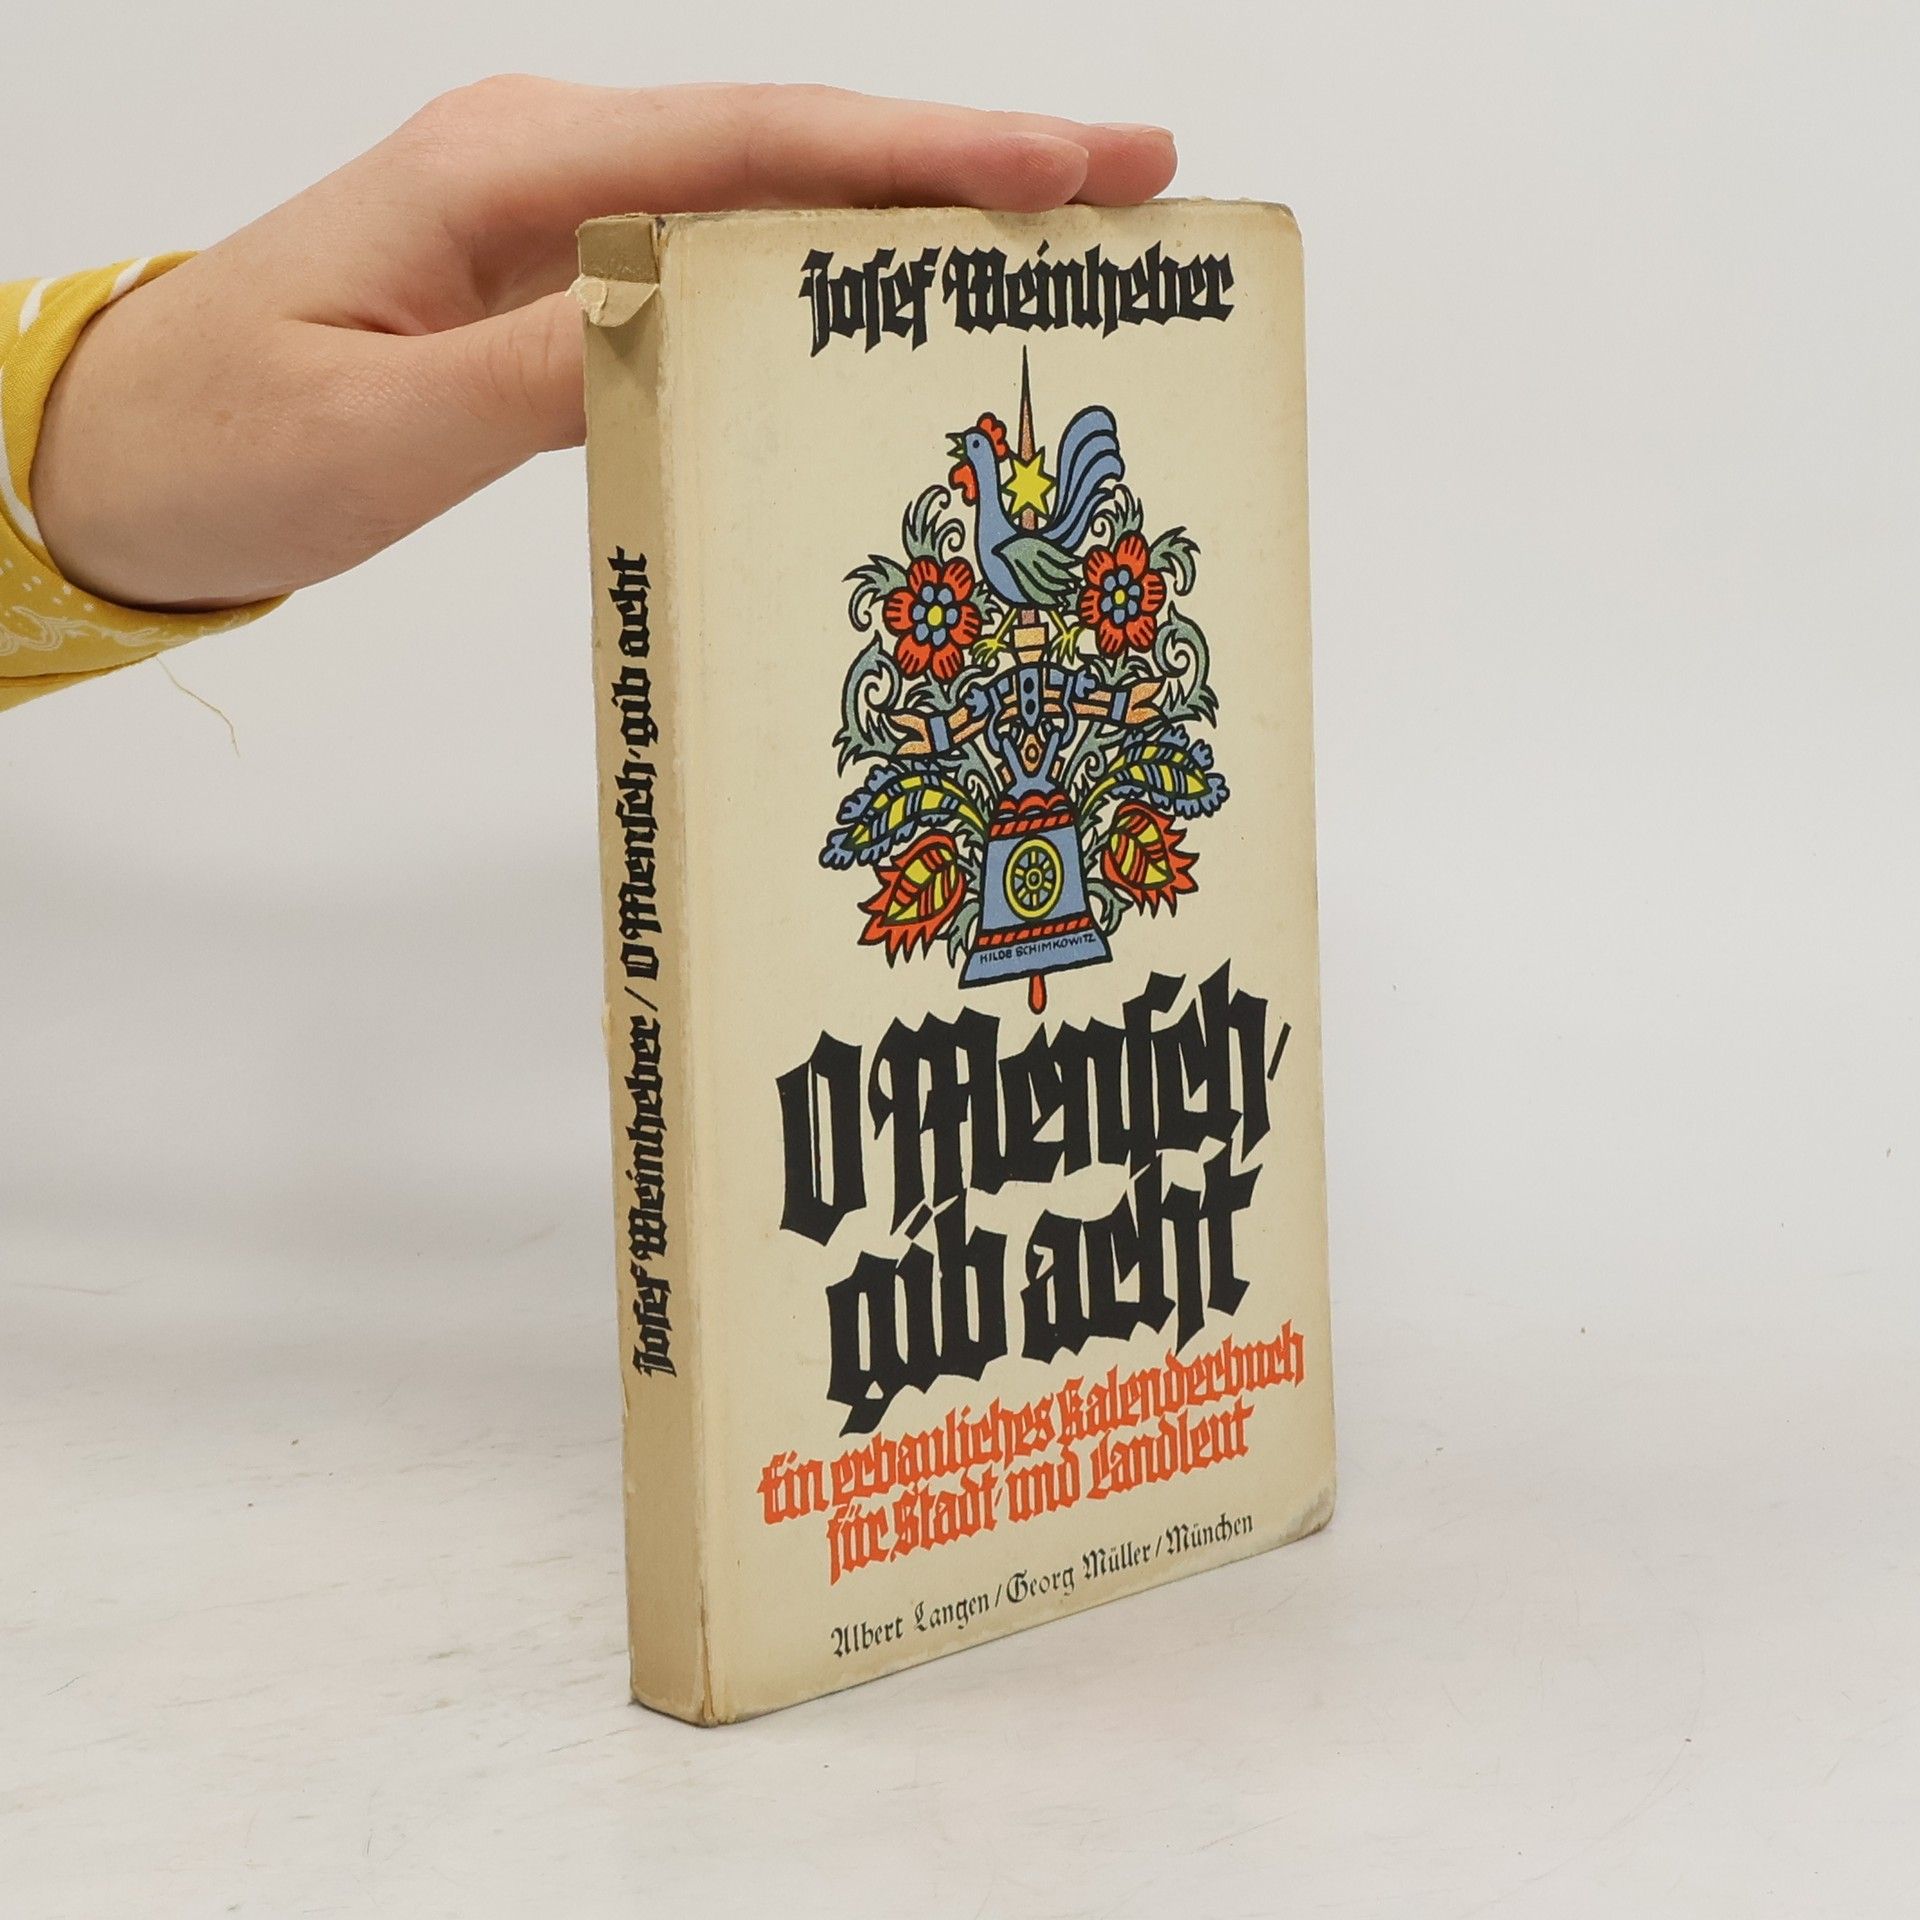 Josef Weinheber / O Mensch, gib acht
Josef Weinheber
HILDE SCHIMKOWITZ
O Mensch,
gib acht
Ein erbauliches Kalenderbuch
für Stadt- und Landleut
Albert Langen / Georg Müller / München